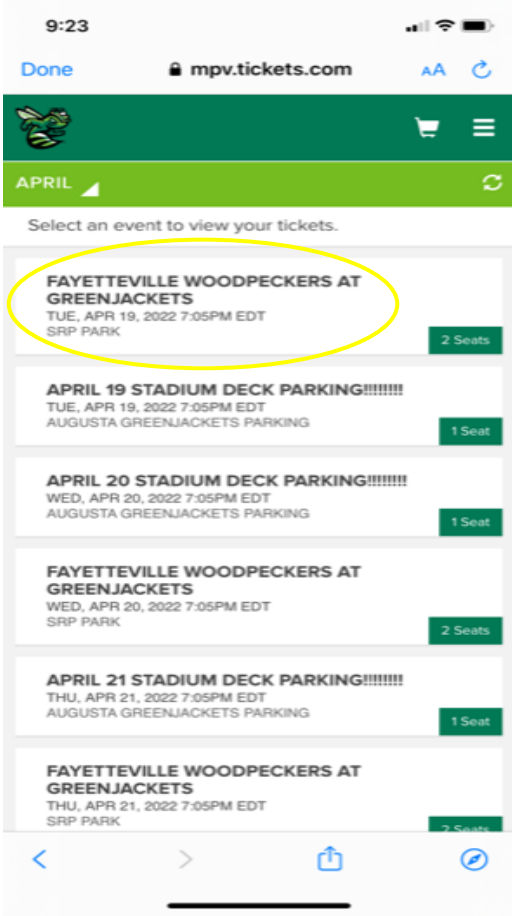 9:23
Done
mpv.tickets.com
AA
APRIL
Select an event to view your tickets.
FAYETTEVILLE WOODPECKERS AT
GREENJACKETS
TUE, APR 19, 2022 7:05PM EDT
SRP PARK
2 Seats
APRIL 19 STADIUM DECK PARKING!!!!!!!!
TUE, APR 19, 2022 7:05PM EDT
AUGUSTA GREENJACKETS PARKING
1 Seat
APRIL 20 STADIUM DECK PARKING!!!!!!!!
WED, APR 20, 2022 7:05PM EDT
AUGUSTA GREENJACKETS PARKING
1 Seat
FAYETTEVILLE WOODPECKERS AT
GREENJACKETS
WED, APR 20, 2022 7:05PM EDT
SRP PARK
2 Seats
APRIL 21 STADIUM DECK PARKING!!!!!!!!
THU, APR 21, 2022 7:05PM EDT
AUGUSTA GREENJACKETS PARKING
1 Seat
FAYETTEVILLE WOODPECKERS AT
GREENJACKETS
THU, APR 21, 2022 7:05PM EDT
SRP PARK
2 Seats